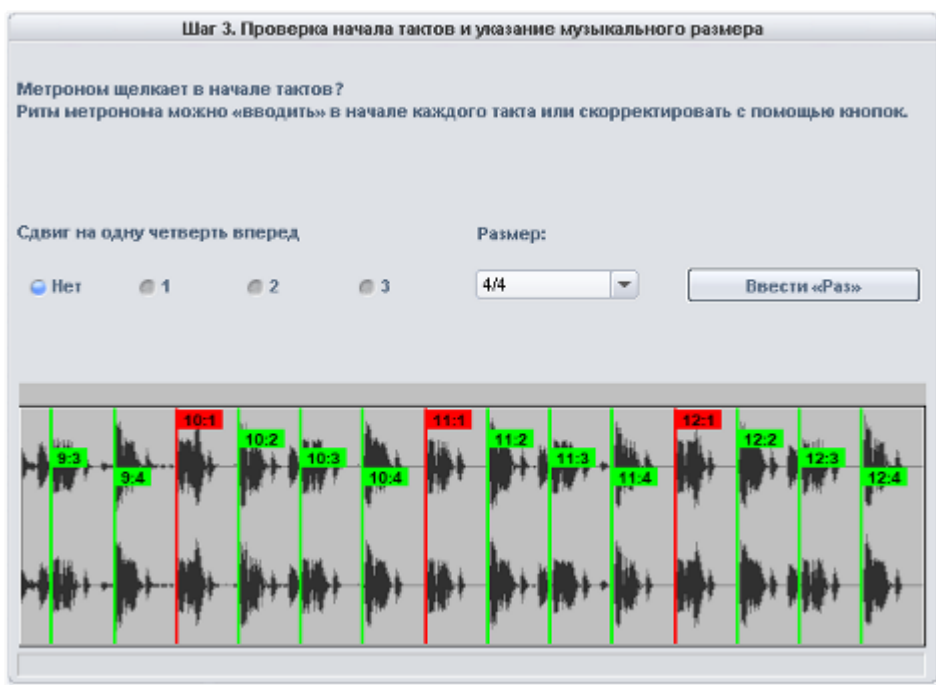 Шаг 3. Проверка начала тактов и указание музыкального размера
Метроном щелкает в начале тактов?
Ритм метронома можно «вводить» в начале каждого такта или скорректировать с помощью кнопок.
Сдвиг на одну четверть вперед
Размер:
Нет 1 2 3 4/4 Ввести «Раз»
10:1 11:1 12:1
10:2 11:2 12:2
9:3 10:3 11:3 12:3
9:4 10:4 11:4 12:4